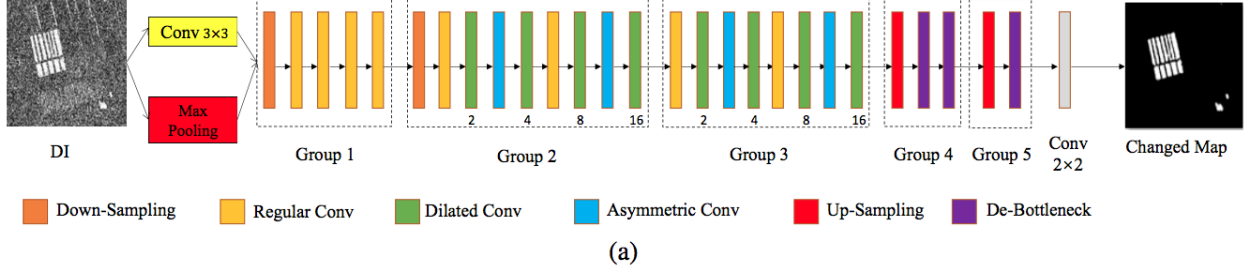 Conv 3×3
Max
Pooling
DI
2 4 8 16
2 4 8 16
Group 1
Group 2
Group 3
Group 4
Group 5
Conv
2×2
Changed Map
Down-Sampling
Regular Conv
Dilated Conv
Asymmetric Conv
Up-Sampling
De-Bottleneck
(a)